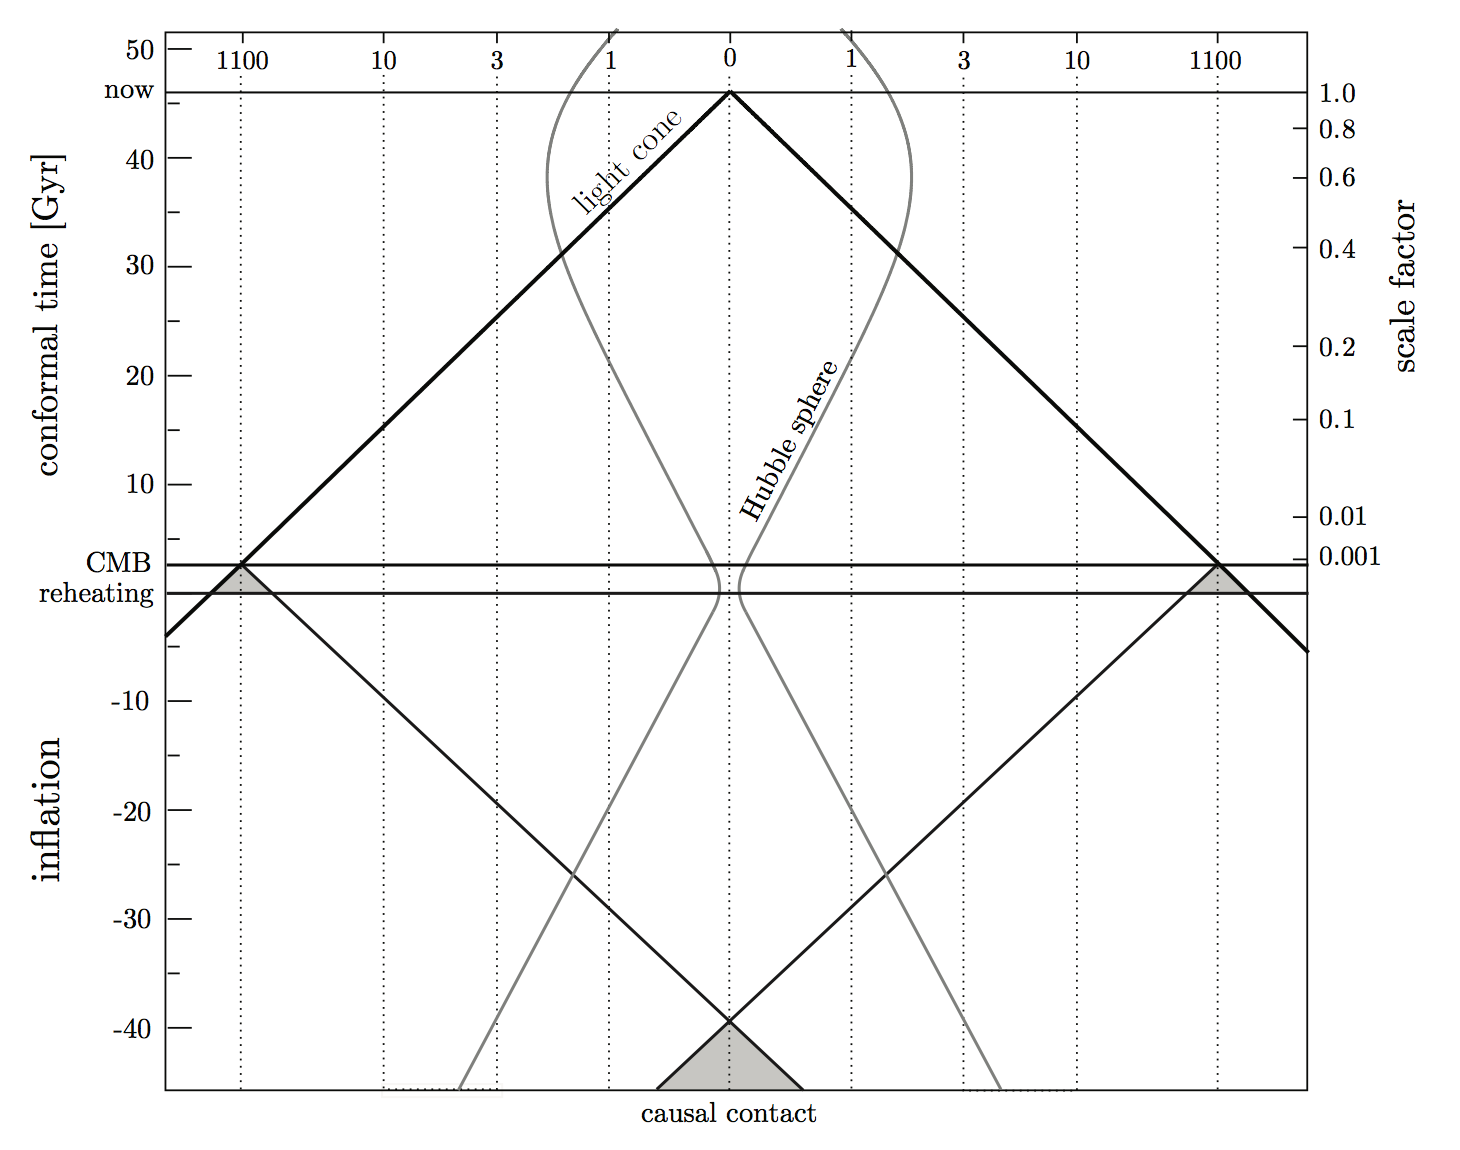 1100 10 3 1 0 1 3 10 1100
50
now
40
30
20
10
CMB
reheating
-10
-20
-30
-40
conformal time [Gyr]
inflation
light cone
Hubble sphere
1.0
0.8
0.6
0.4
0.2
0.1
0.01
0.001
scale factor
causal contact